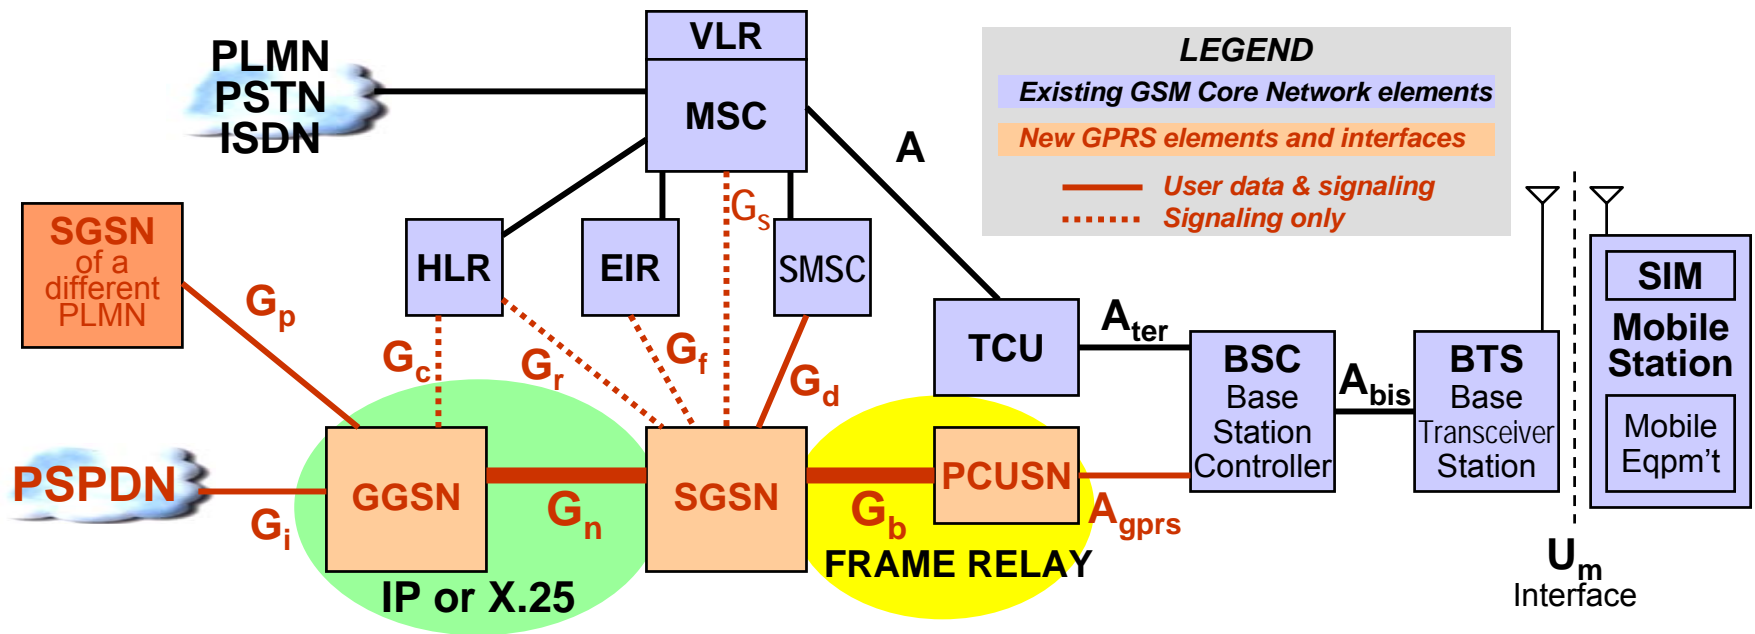 VLR
MSC
PLMN
PSTN
ISDN
LEGEND
Existing GSM Core Network elements
New GPRS elements and interfaces
User data & signaling
Signaling only
A
SGSN
of a
different
PLMN
Gp
HLR
EIR
Gs
SMSC
Gc
Gr
Gf
Gd
TCU
Ater
BSC
Base
Station
Controller
Abis
BTS
Base
Transceiver
Station
SIM
Mobile
Station
Mobile
Eqpm't
PSPDN
Gi
GGSN
Gn
SGSN
Gb
PCUSN
Agprs
IP or X.25
FRAME RELAY
Um
Interface